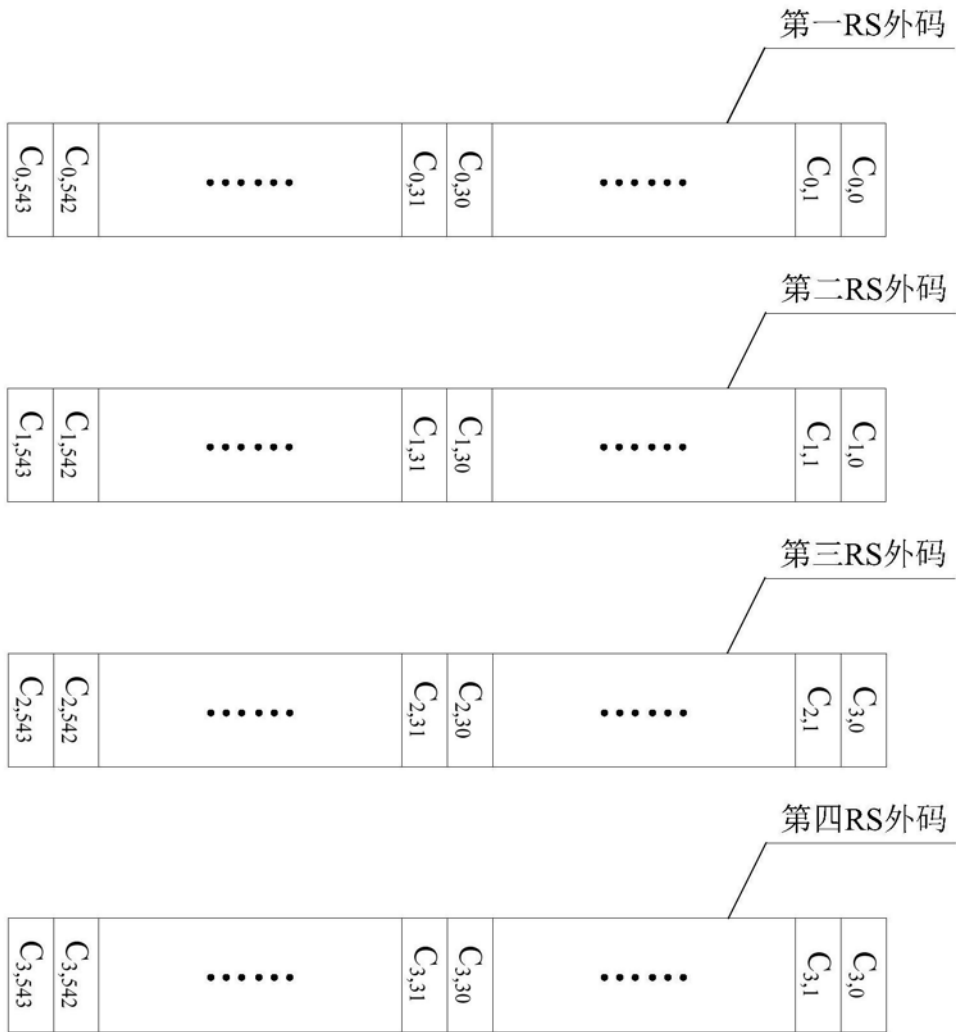 第一RS外码
C0,543 C0,542 …… C0,31 C0,30 …… C0,1 C0,0
第二RS外码
C1,543 C1,542 …… C1,31 C1,30 …… C1,1 C1,0
第三RS外码
C2,543 C2,542 …… C2,31 C2,30 …… C2,1 C3,0
第四RS外码
C3,543 C3,542 …… C3,31 C3,30 …… C3,1 C3,0